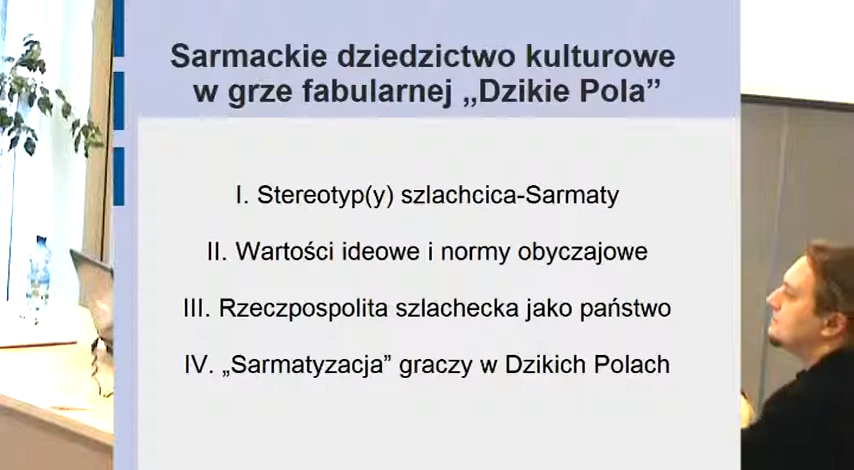 Sarmackie dziedzictwo kulturowe
w grze fabularnej „Dzikie Pola”
I. Stereotyp(y) szlachcica-Sarmaty
II. Wartości ideowe i normy obyczajowe
III. Rzeczpospolita szlachecka jako państwo
IV. „Sarmatyzacja” graczy w Dzikich Polach